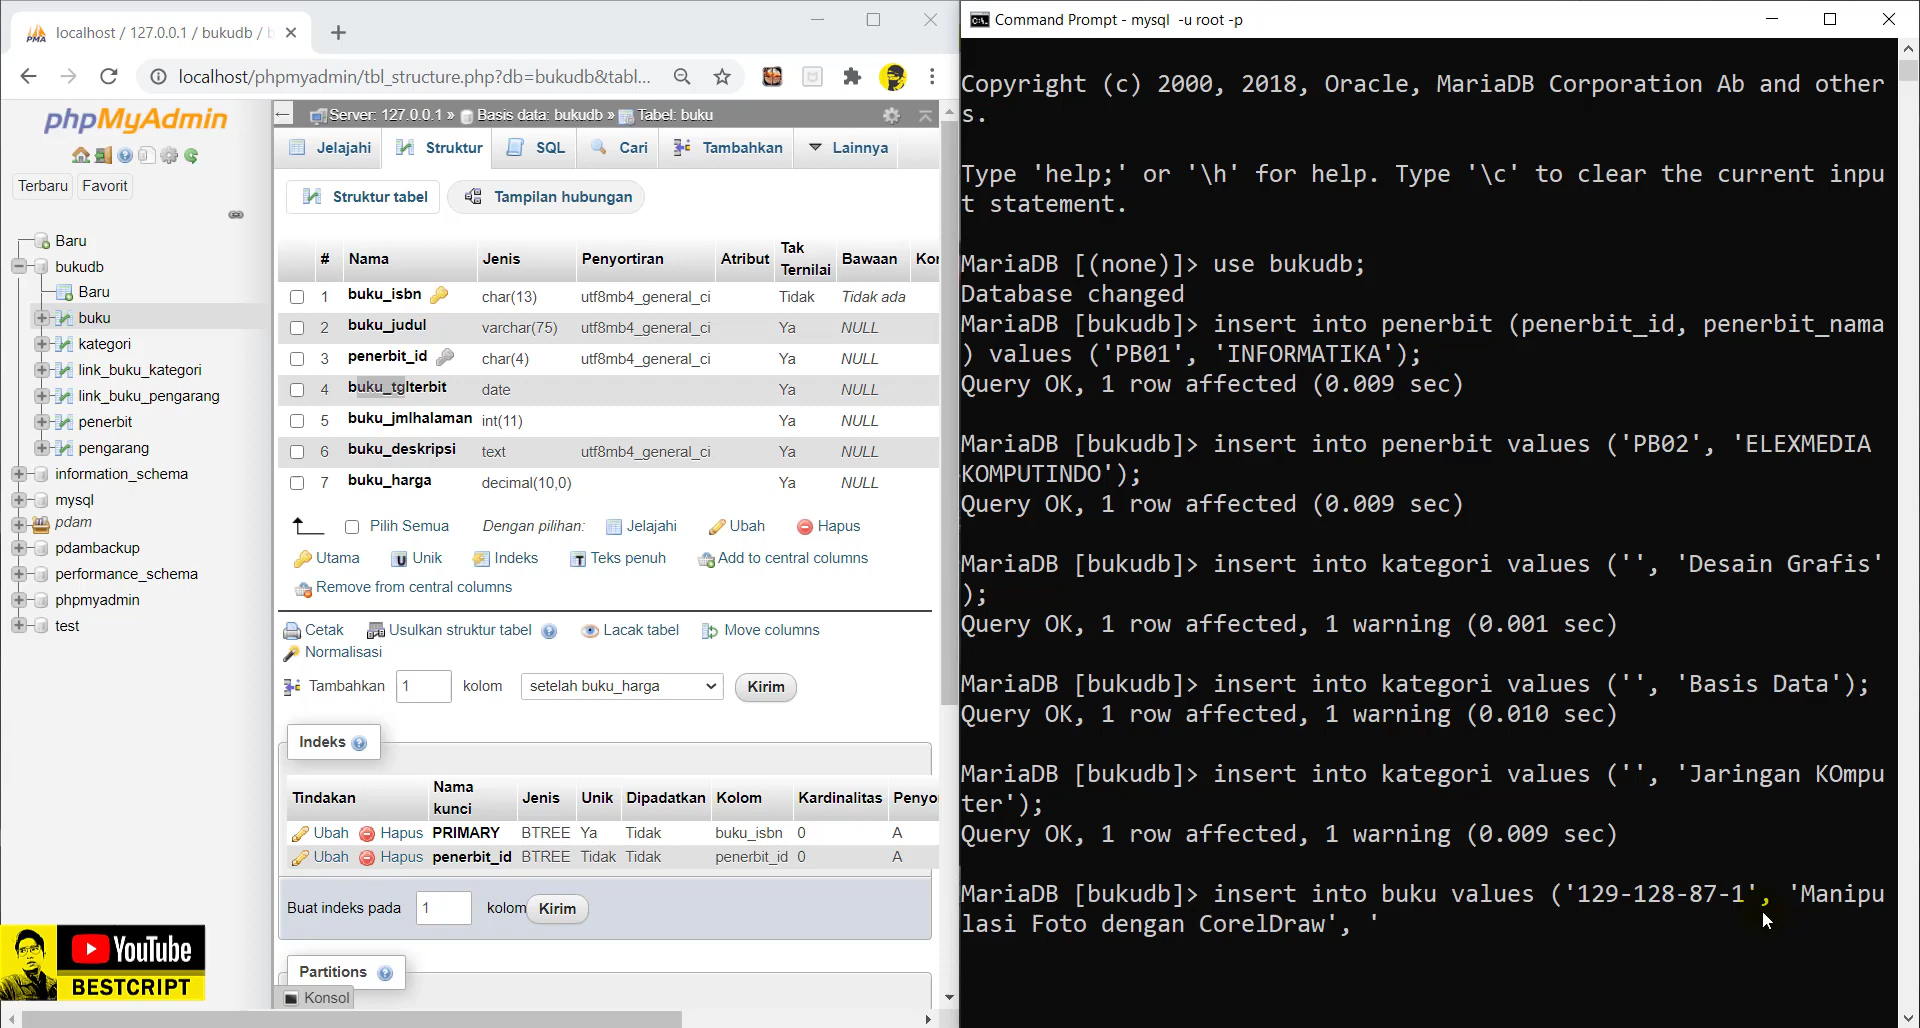 localhost / 127.0.0.1 / bukudb / b
localhost/phpmyadmin/tbl_structure.php?db=bukudb&tabl...
phpMyAdmin
Terbaru Favorit
Baru
bukudb
Baru
buku
kategori
link_buku_kategori
link_buku_pengarang
penerbit
pengarang
information_schema
mysql
pdam
pdambackup
performance_schema
phpmyadmin
test
YouTube
BESTCRIPT
Server: 127.0.0.1 » Basis data: bukudb » Tabel: buku
Jelajahi Struktur SQL Cari Tambahkan Lainnya
Struktur tabel Tampilan hubungan
# Nama Jenis Penyortiran Atribut Tak Ternilai Bawaan Kor
1 buku_isbn char(13) utf8mb4_general_ci Tidak Tidak ada
2 buku_judul varchar(75) utf8mb4_general_ci Ya NULL
3 penerbit_id char(4) utf8mb4_general_ci Ya NULL
4 buku_tglterbit date Ya NULL
5 buku_jmlhalaman int(11) Ya NULL
6 buku_deskripsi text utf8mb4_general_ci Ya NULL
7 buku_harga decimal(10,0) Ya NULL
Pilih Semua Dengan pilihan: Jelajahi Ubah Hapus
Utama Unik Indeks Teks penuh Add to central columns
Remove from central columns
Cetak Usulkan struktur tabel Lacak tabel Move columns
Normalisasi
Tambahkan 1 kolom setelah buku_harga Kirim
Indeks
Tindakan Nama kunci Jenis Unik Dipadatkan Kolom Kardinalitas Penyo
Ubah Hapus PRIMARY BTREE Ya Tidak buku_isbn 0 A
Ubah Hapus penerbit_id BTREE Tidak Tidak penerbit_id 0 A
Buat indeks pada 1 kolom Kirim
Partitions
Konsol
Command Prompt - mysql -u root -p
Copyright (c) 2000, 2018, Oracle, MariaDB Corporation Ab and other
s.
Type 'help;' or '\h' for help. Type '\c' to clear the current inpu
t statement.
MariaDB [(none)]> use bukudb;
Database changed
MariaDB [bukudb]> insert into penerbit (penerbit_id, penerbit_nama
) values ('PB01', 'INFORMATIKA');
Query OK, 1 row affected (0.009 sec)
MariaDB [bukudb]> insert into penerbit values ('PB02', 'ELEXMEDIA
KOMPUTINDO');
Query OK, 1 row affected (0.009 sec)
MariaDB [bukudb]> insert into kategori values ('', 'Desain Grafis'
);
Query OK, 1 row affected, 1 warning (0.001 sec)
MariaDB [bukudb]> insert into kategori values ('', 'Basis Data');
Query OK, 1 row affected, 1 warning (0.010 sec)
MariaDB [bukudb]> insert into kategori values ('', 'Jaringan KOmpu
ter');
Query OK, 1 row affected, 1 warning (0.009 sec)
MariaDB [bukudb]> insert into buku values ('129-128-87-1', 'Manipu
lasi Foto dengan CorelDraw', '